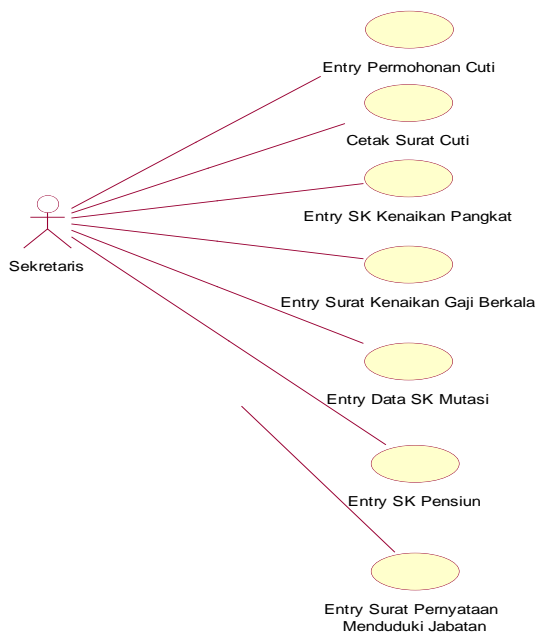 Entry Permohonan Cuti
Cetak Surat Cuti
Entry SK Kenaikan Pangkat
Sekretaris
Entry Surat Kenaikan Gaji Berkala
Entry Data SK Mutasi
Entry SK Pensiun
Entry Surat Pernyataan
Menduduki Jabatan